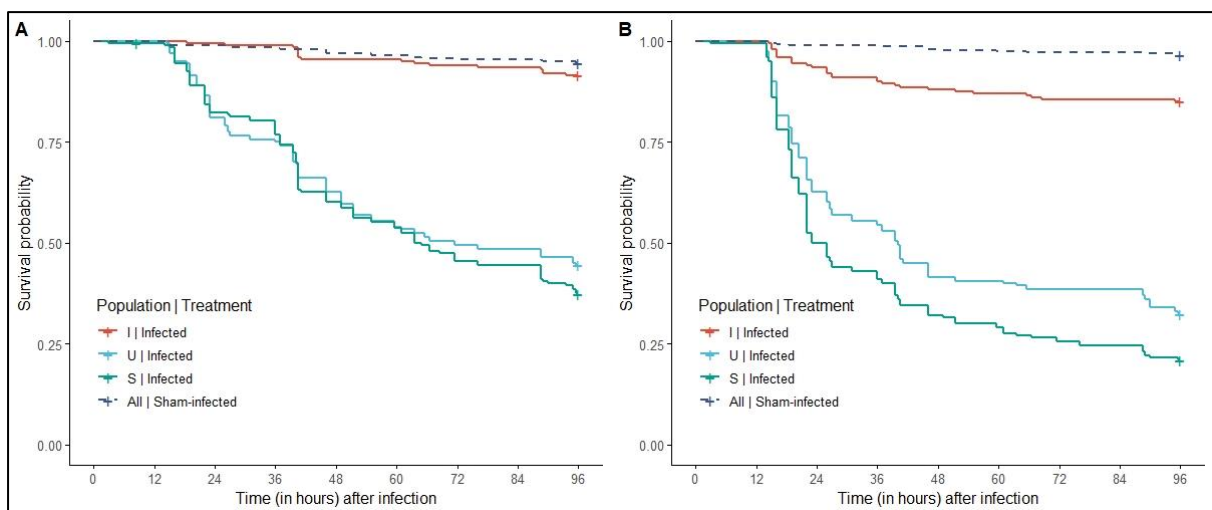 A
1.00
0.75
0.50
0.25
0.00
Survival probability
Population | Treatment
I | Infected
U | Infected
S | Infected
All | Sham-infected
0 12 24 36 48 60 72 84 96
Time (in hours) after infection
B
1.00
0.75
0.50
0.25
0.00
Survival probability
Population | Treatment
I | Infected
U | Infected
S | Infected
All | Sham-infected
0 12 24 36 48 60 72 84 96
Time (in hours) after infection